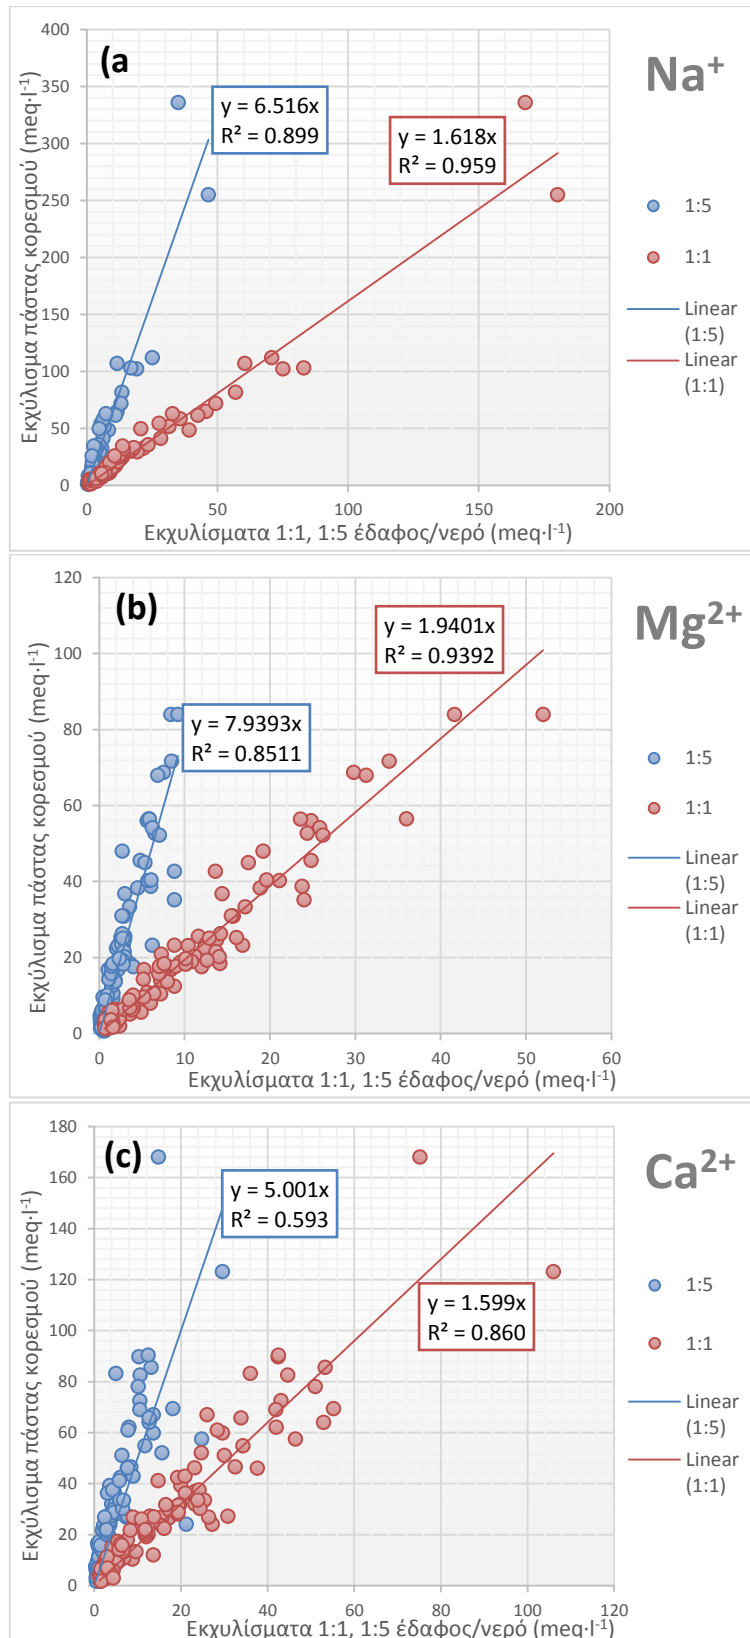 (a
Na⁺
y = 6.516x
R² = 0.899
y = 1.618x
R² = 0.959
Εκχύλισμα πάστας κορεσμού (meq·l⁻¹)
400
350
300
250
200
150
100
50
0
0 50 100 150 200
Εκχυλίσματα 1:1, 1:5 έδαφος/νερό (meq·l⁻¹)
1:5
1:1
Linear
(1:5)
Linear
(1:1)
(b)
Mg²⁺
y = 1.9401x
R² = 0.9392
y = 7.9393x
R² = 0.8511
Εκχύλισμα πάστας κορεσμού (meq·l⁻¹)
120
100
80
60
40
20
0
0 10 20 30 40 50 60
Εκχυλίσματα 1:1, 1:5 έδαφος/νερό (meq·l⁻¹)
1:5
1:1
Linear
(1:5)
Linear
(1:1)
(c)
Ca²⁺
y = 5.001x
R² = 0.593
y = 1.599x
R² = 0.860
Εκχύλισμα πάστας κορεσμού (meq·l⁻¹)
180
160
140
120
100
80
60
40
20
0
0 20 40 60 80 100 120
Εκχυλίσματα 1:1, 1:5 έδαφος/νερό (meq·l⁻¹)
1:5
1:1
Linear
(1:5)
Linear
(1:1)